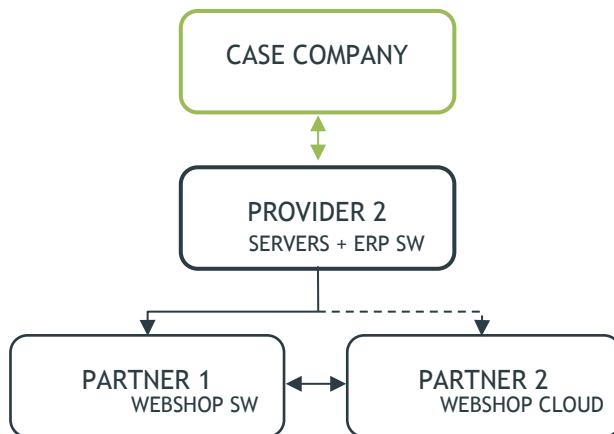 CASE COMPANY
PROVIDER 2
SERVERS + ERP SW
PARTNER 1
WEBSHOP SW
PARTNER 2
WEBSHOP CLOUD